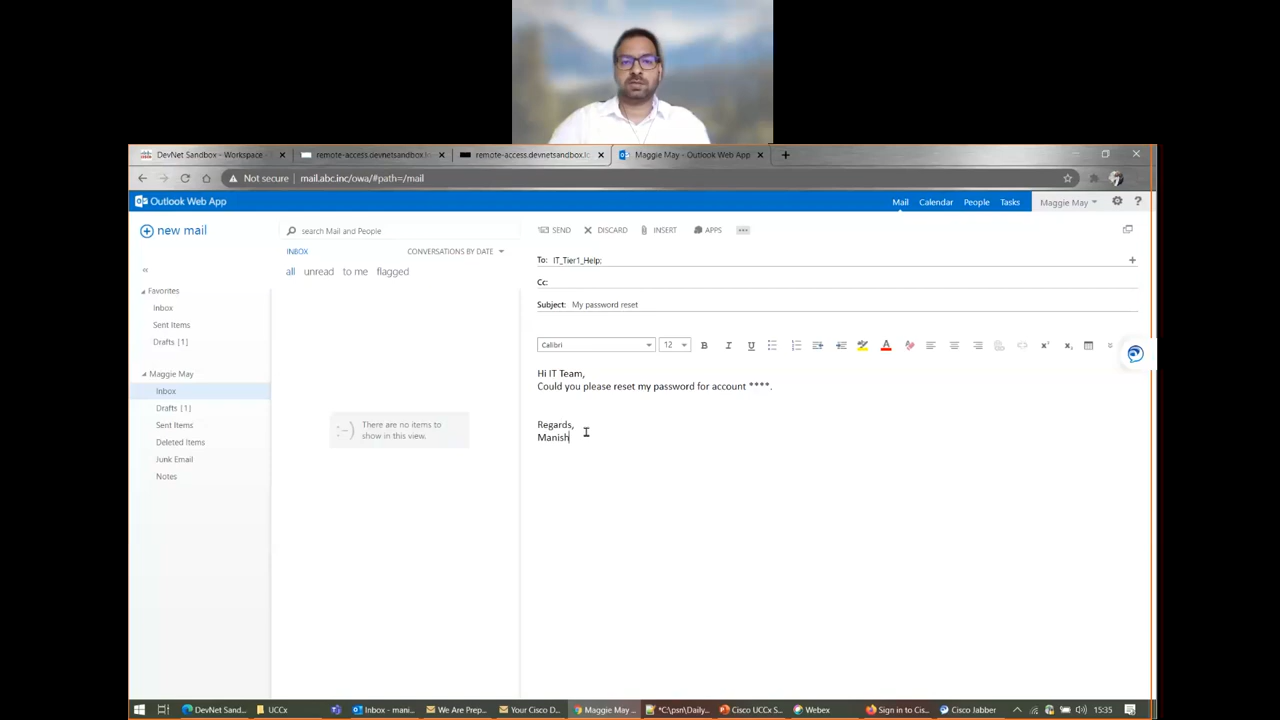 DevNet Sandbox - Workspace -
remote-access.devnetsandbox.lo
remote-access.devnetsandbox.lo
Maggie May - Outlook Web App
Not secure
mail.abc.inc/owa/#path=/mail
Outlook Web App
Mail
Calendar
People
Tasks
Maggie May
?
new mail
search Mail and People
SEND
DISCARD
INSERT
APPS
INBOX
CONVERSATIONS BY DATE
all
unread
to me
flagged
To:
IT_Tier1_Help;
Cc:
Subject:
My password reset
Favorites
Inbox
Sent Items
Drafts [1]
Calibri
12
B
I
U
Maggie May
Inbox
Drafts [1]
Sent Items
Deleted Items
Junk Email
Notes
:-)
There are no items to
show in this view.
Hi IT Team,
Could you please reset my password for account ****.
Regards,
Manish
DevNet Sand...
UCCx
Inbox - mani...
We Are Prep...
Your Cisco D...
Maggie May ...
*C:\psn\Daily...
Cisco UCCx S...
Webex
Sign in to Cis...
Cisco Jabber
15:35